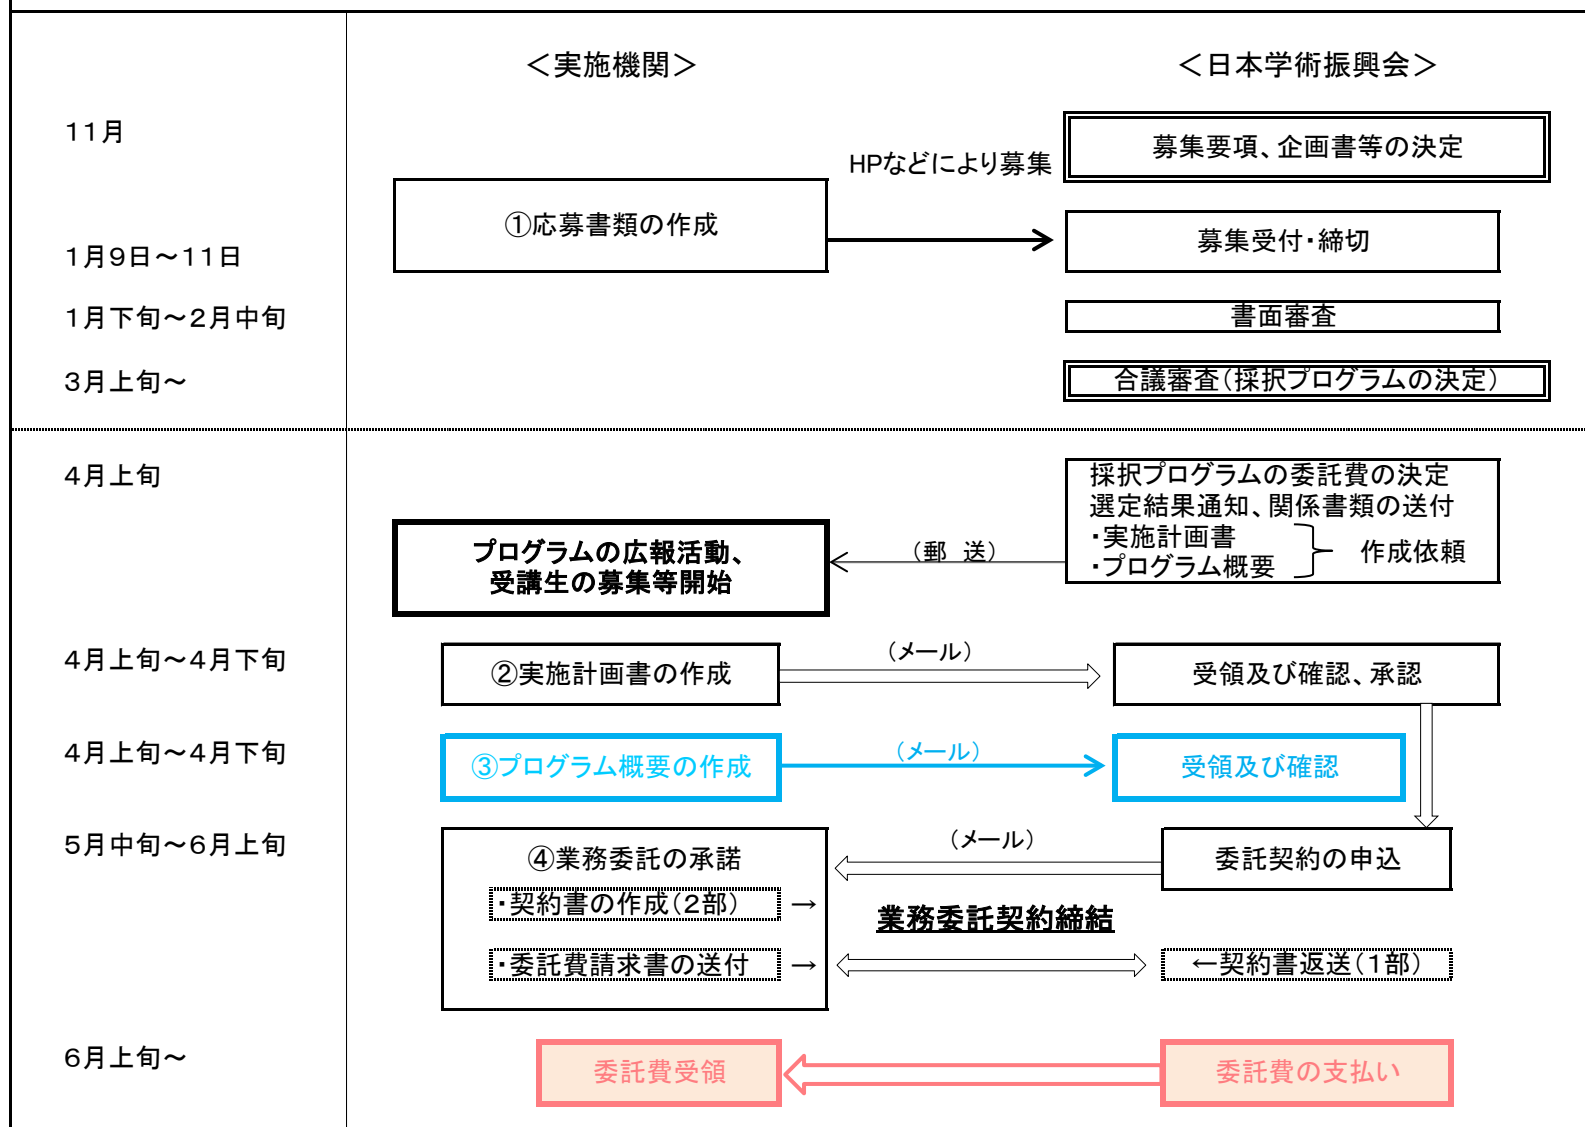 ＜実施機関＞
＜日本学術振興会＞
11月
募集要項、企画書等の決定
HPなどにより募集
①応募書類の作成
募集受付・締切
1月9日～11日
1月下旬～2月中旬
書面審査
3月上旬～
合議審査（採択プログラムの決定）
4月上旬
採択プログラムの委託費の決定
選定結果通知、関係書類の送付
・実施計画書
・プログラム概要
作成依頼
（郵 送）
プログラムの広報活動、
受講生の募集等開始
4月上旬～4月下旬
②実施計画書の作成
（メール）
受領及び確認、承認
4月上旬～4月下旬
③プログラム概要の作成
（メール）
受領及び確認
5月中旬～6月上旬
④業務委託の承諾
（メール）
委託契約の申込
・契約書の作成（2部） →
業務委託契約締結
・委託費請求書の送付 →
←契約書返送（1部）
6月上旬～
委託費受領
委託費の支払い